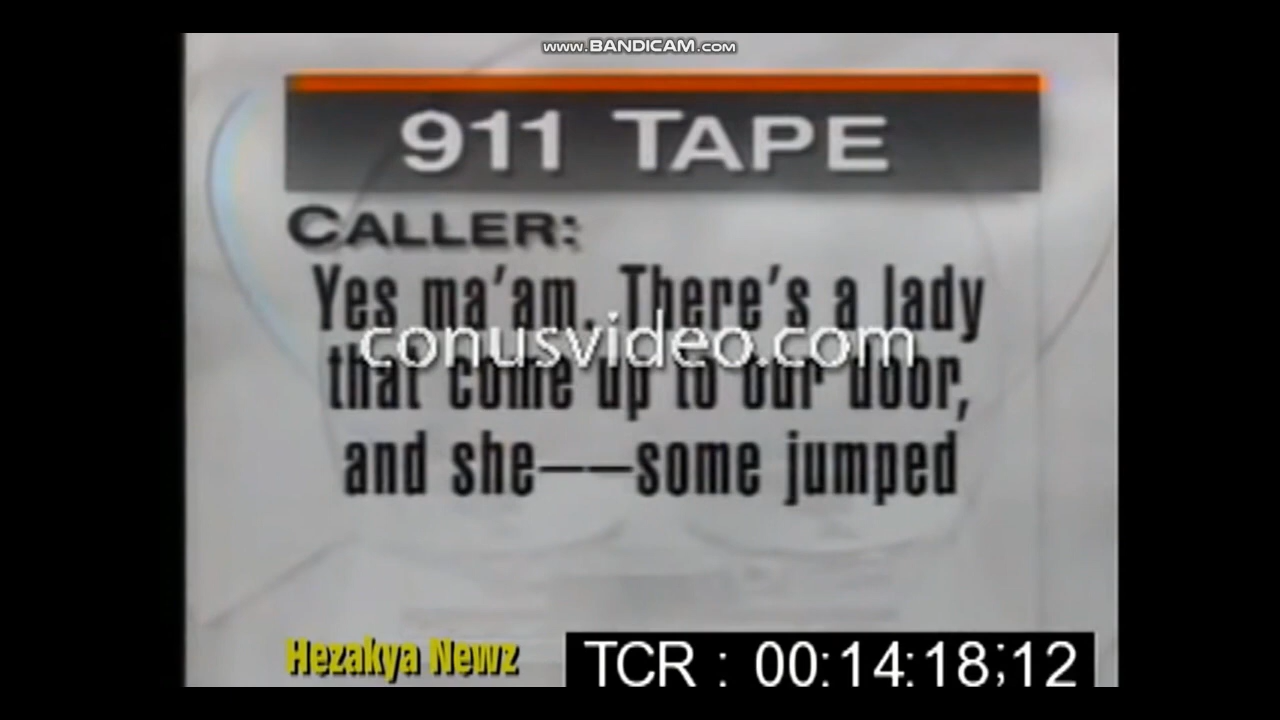 www.BANDICAM.com
911 TAPE
CALLER:
Yes ma'am. There's a lady
conusvideo.com
that come up to our door,
and she——some jumped
Hezakya Newz
TCR : 00:14:18;12